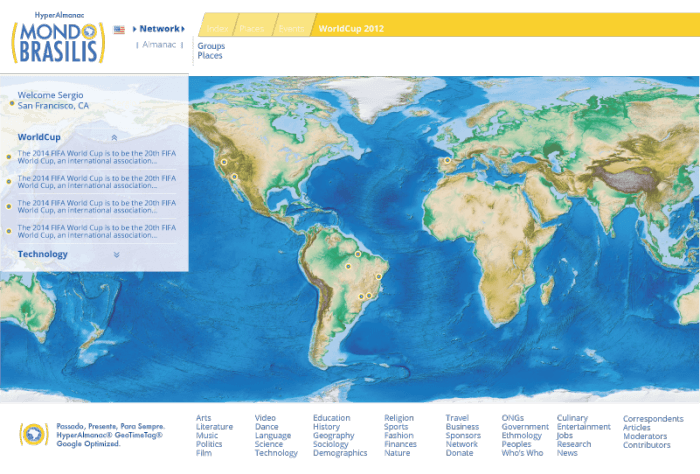 HyperAlmanac
MONDO
BRASILIS
Network
| Almanac |
Index
Places
Events
WorldCup 2012
Groups
Places
Welcome Sergio
San Francisco, CA
WorldCup
The 2014 FIFA World Cup is to be the 20th FIFA
World Cup, an international association...
The 2014 FIFA World Cup is to be the 20th FIFA
World Cup, an international association...
The 2014 FIFA World Cup is to be the 20th FIFA
World Cup, an international association...
The 2014 FIFA World Cup is to be the 20th FIFA
World Cup, an international association...
Technology
Passado, Presente, Para Sempre.
HyperAlmanac® GeoTimeTag®
Google Optimized.
Arts
Literature
Music
Politics
Film
Video
Dance
Language
Science
Technology
Education
History
Geography
Sociology
Demographics
Religion
Sports
Fashion
Finances
Nature
Travel
Business
Sponsors
Network
Donate
ONGs
Government
Ethmology
Peoples
Who's Who
Culinary
Entertainment
Jobs
Research
News
Correspondents
Articles
Moderators
Contributors